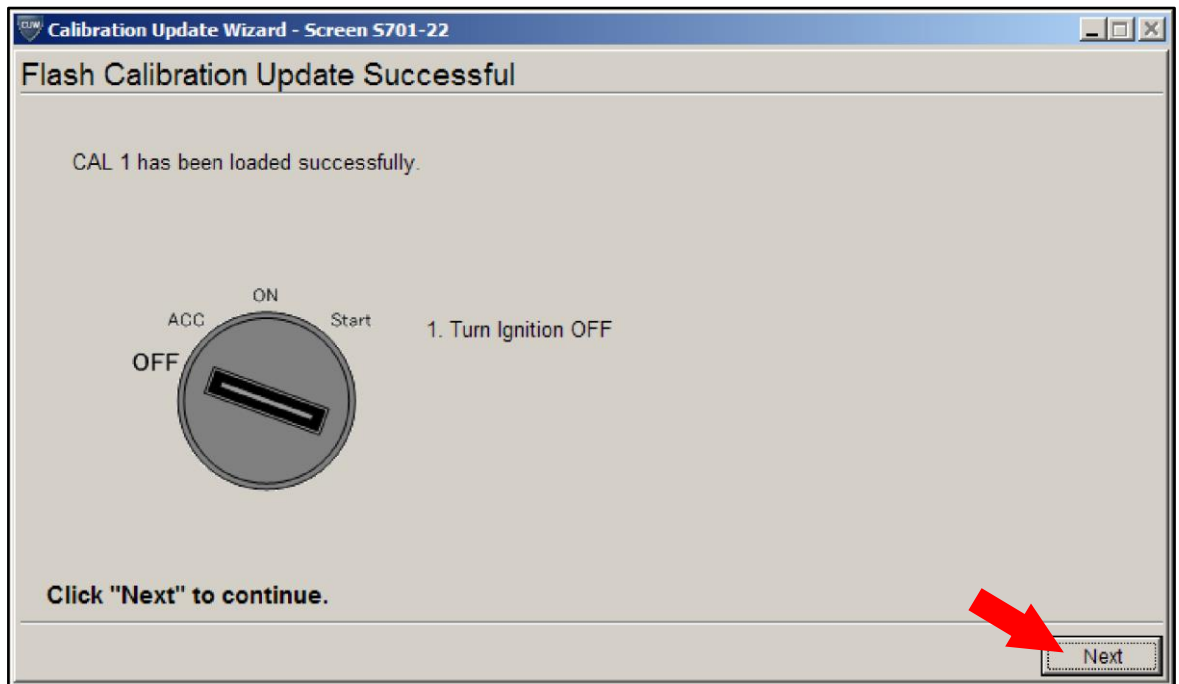 CUW Calibration Update Wizard - Screen S701-22
Flash Calibration Update Successful
CAL 1 has been loaded successfully.
ON
ACC
Start
OFF
1. Turn Ignition OFF
Click "Next" to continue.
Next